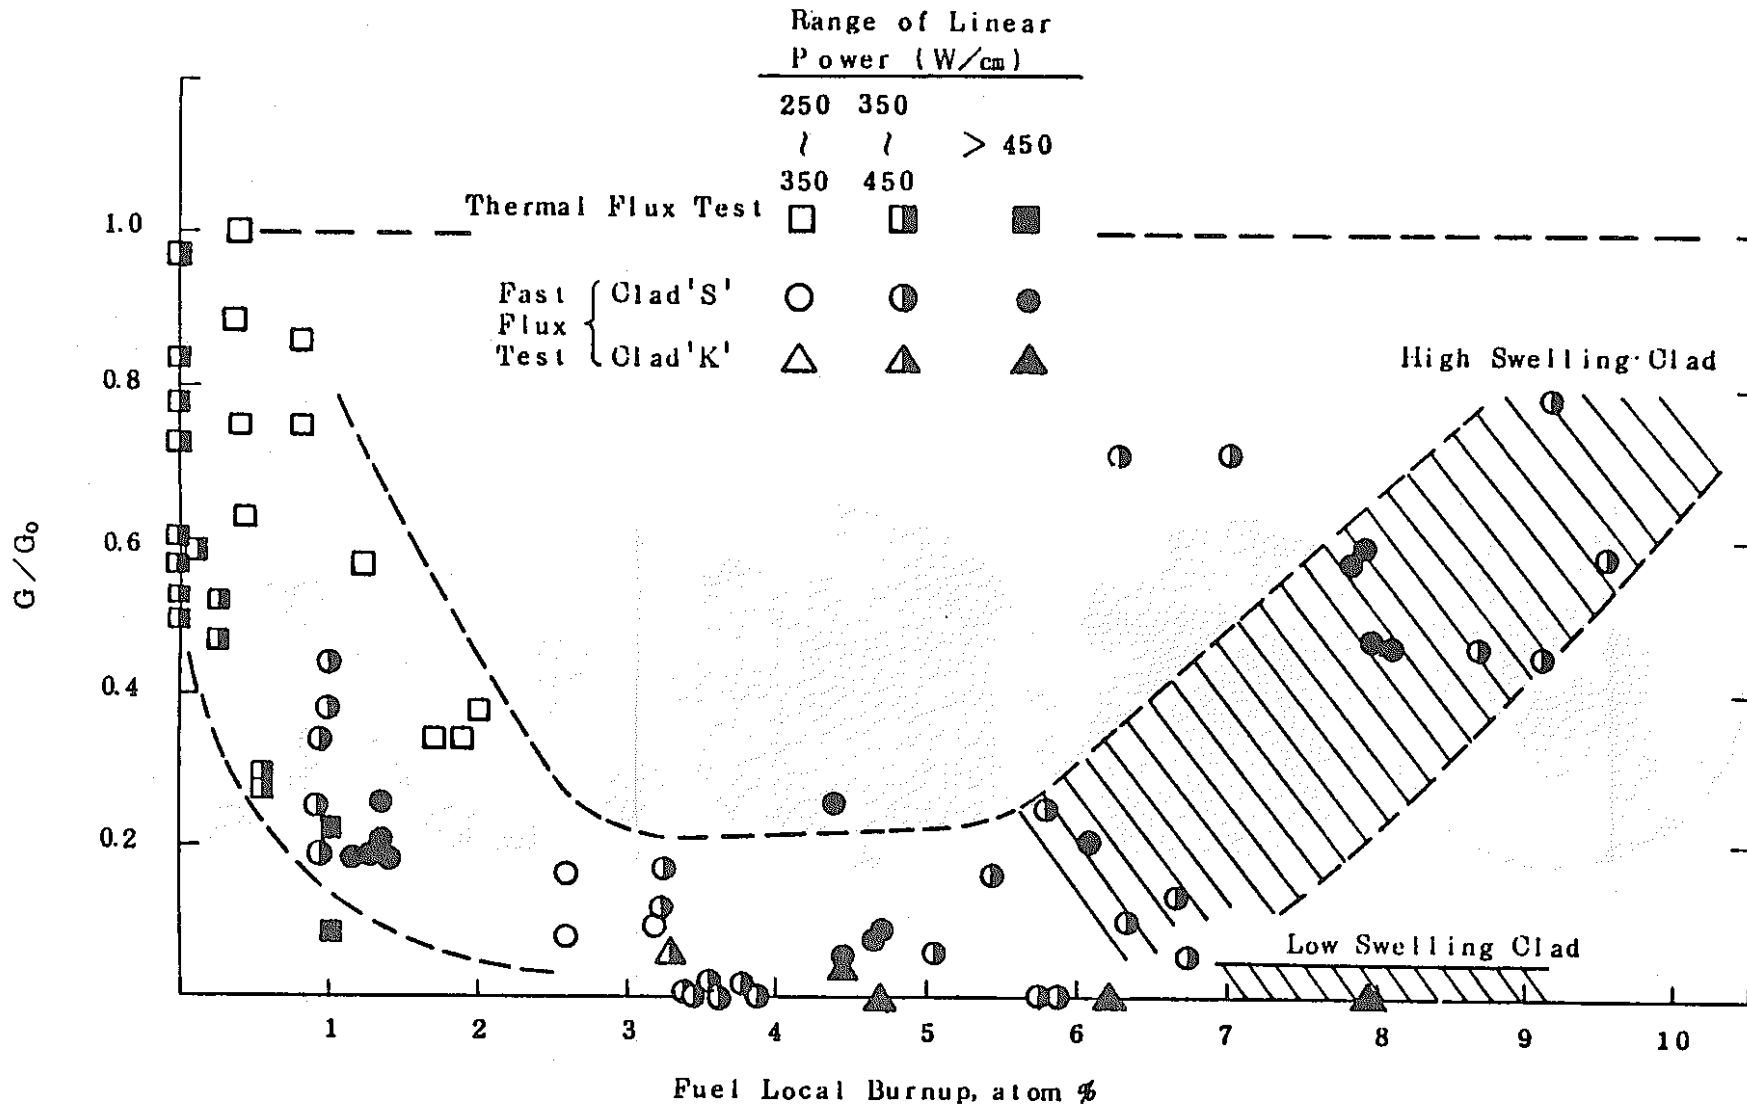 Range of Linear
Power (W/cm)
250 350
≀ ≀ > 450
350 450
Thermal Flux Test
1.0
Fast Clad 'S'
Flux
Test Clad 'K'
High Swelling Clad
0.8
0.6
G/G₀
0.4
0.2
Low Swelling Clad
1 2 3 4 5 6 7 8 9 10
Fuel Local Burnup, atom %